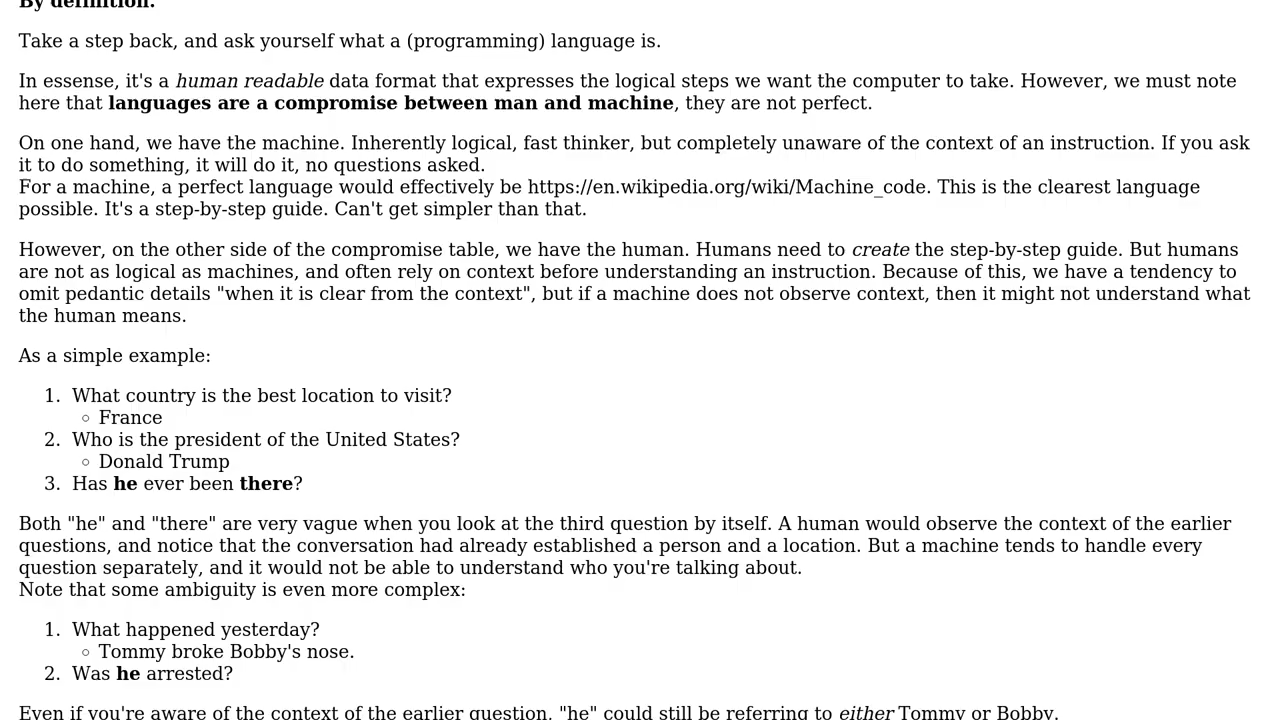 By definition.
Take a step back, and ask yourself what a (programming) language is.
In essense, it's a human readable data format that expresses the logical steps we want the computer to take. However, we must note
here that languages are a compromise between man and machine, they are not perfect.
On one hand, we have the machine. Inherently logical, fast thinker, but completely unaware of the context of an instruction. If you ask
it to do something, it will do it, no questions asked.
For a machine, a perfect language would effectively be https://en.wikipedia.org/wiki/Machine_code. This is the clearest language
possible. It's a step-by-step guide. Can't get simpler than that.
However, on the other side of the compromise table, we have the human. Humans need to create the step-by-step guide. But humans
are not as logical as machines, and often rely on context before understanding an instruction. Because of this, we have a tendency to
omit pedantic details "when it is clear from the context", but if a machine does not observe context, then it might not understand what
the human means.
As a simple example:
1. What country is the best location to visit?
◦ France
2. Who is the president of the United States?
◦ Donald Trump
3. Has he ever been there?
Both "he" and "there" are very vague when you look at the third question by itself. A human would observe the context of the earlier
questions, and notice that the conversation had already established a person and a location. But a machine tends to handle every
question separately, and it would not be able to understand who you're talking about.
Note that some ambiguity is even more complex:
1. What happened yesterday?
◦ Tommy broke Bobby's nose.
2. Was he arrested?
Even if you're aware of the context of the earlier question, "he" could still be referring to either Tommy or Bobby.